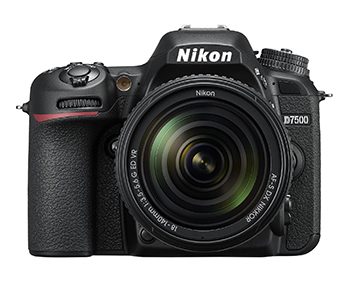 Nikon
D7500
Nikon
AF-S DX NIKKOR
18-140mm 1:3.5-5.6 G ED VR